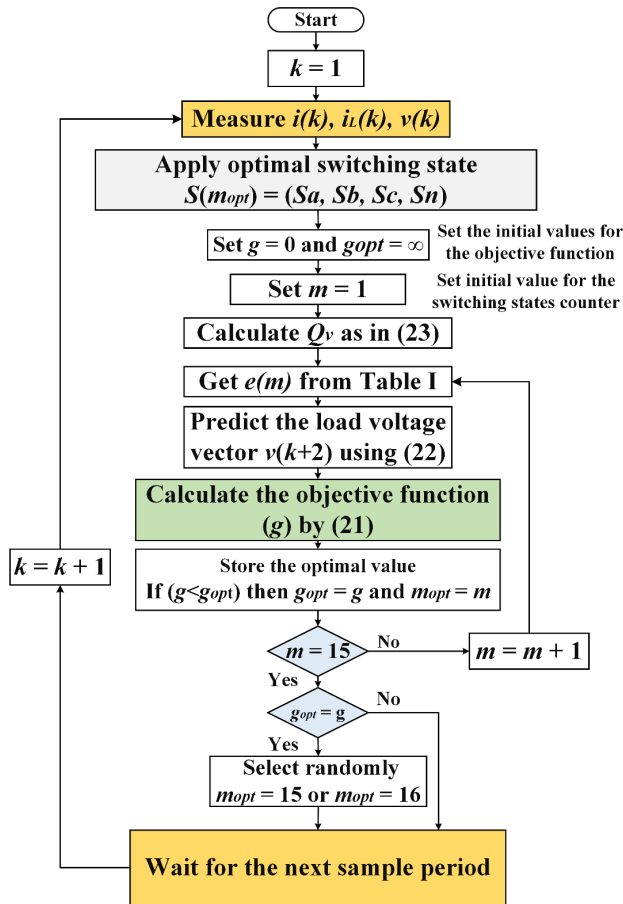 Start
k = 1
Measure i(k), iL(k), v(k)
Apply optimal switching state
S(mopt) = (Sa, Sb, Sc, Sn)
Set g = 0 and gopt = ∞
Set the initial values for
the objective function
Set m = 1
Set initial value for the
switching states counter
Calculate Qv as in (23)
Get e(m) from Table I
Predict the load voltage
vector v(k+2) using (22)
Calculate the objective function
(g) by (21)
k = k + 1
Store the optimal value
If (g<gopt) then gopt = g and mopt = m
m = 15
No
m = m + 1
Yes
gopt = g
No
Yes
Select randomly
mopt = 15 or mopt = 16
Wait for the next sample period